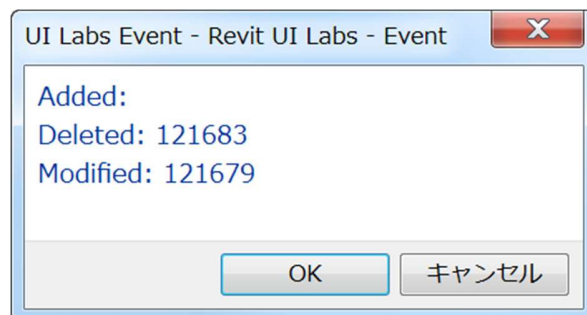 UI Labs Event - Revit UI Labs - Event
X
Added:
Deleted: 121683
Modified: 121679
OK
キャンセル